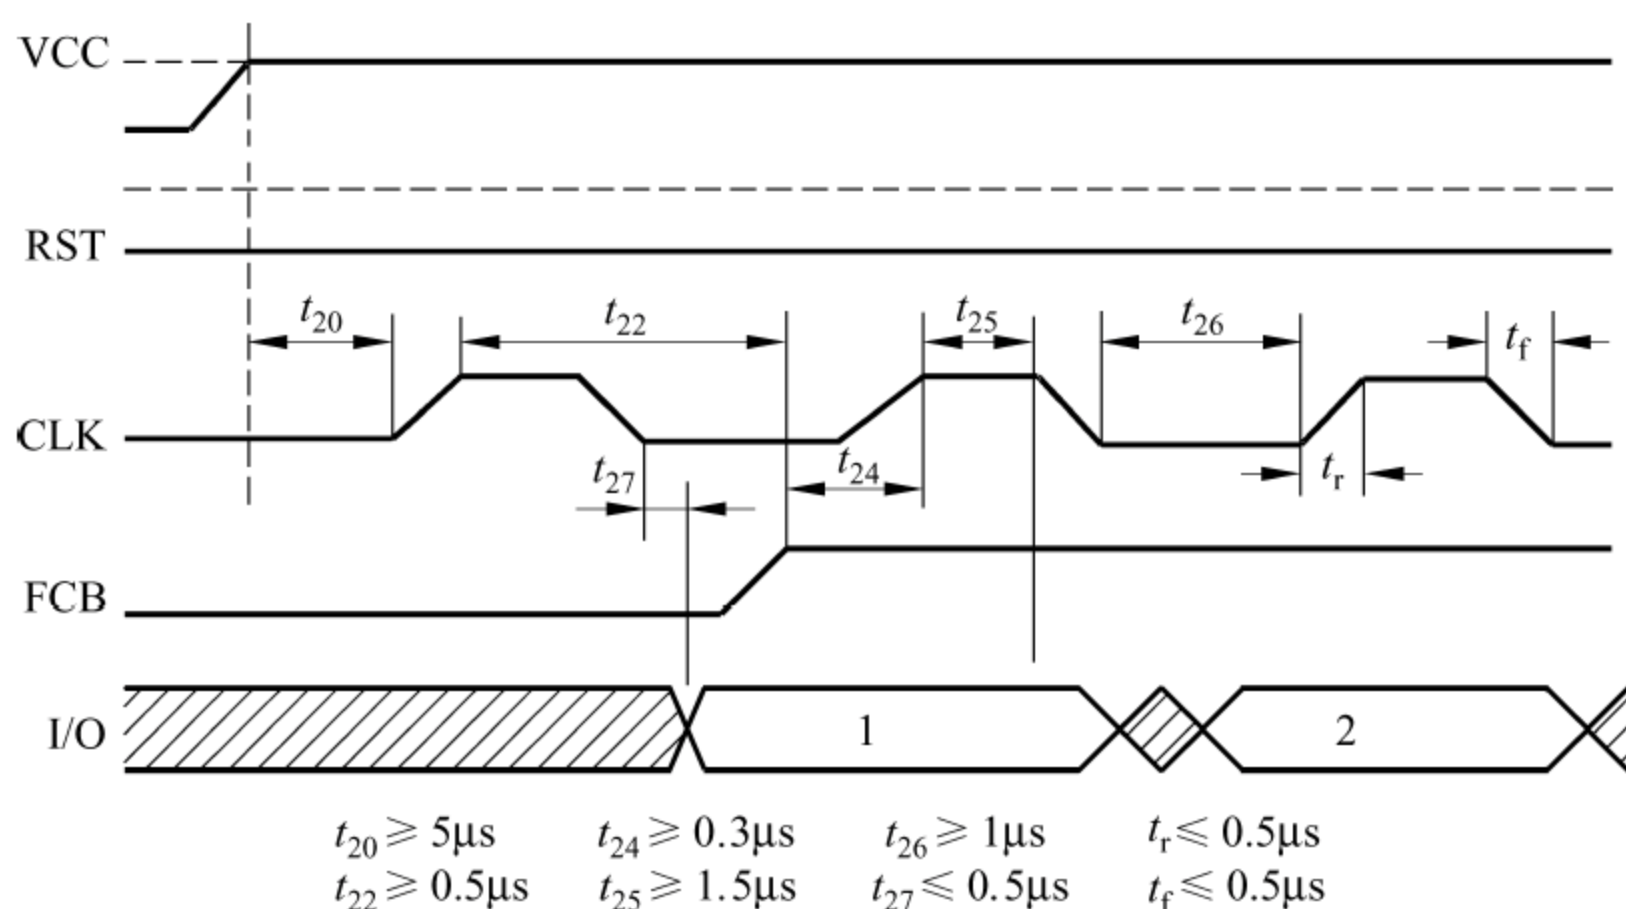 VCC
RST
t20 t22 t25 t26 tf
CLK
t27 t24 tr
FCB
I/O 1 2
t20 ≥ 5μs t24 ≥ 0.3μs t26 ≥ 1μs tr ≤ 0.5μs
t22 ≥ 0.5μs t25 ≥ 1.5μs t27 ≤ 0.5μs tf ≤ 0.5μs